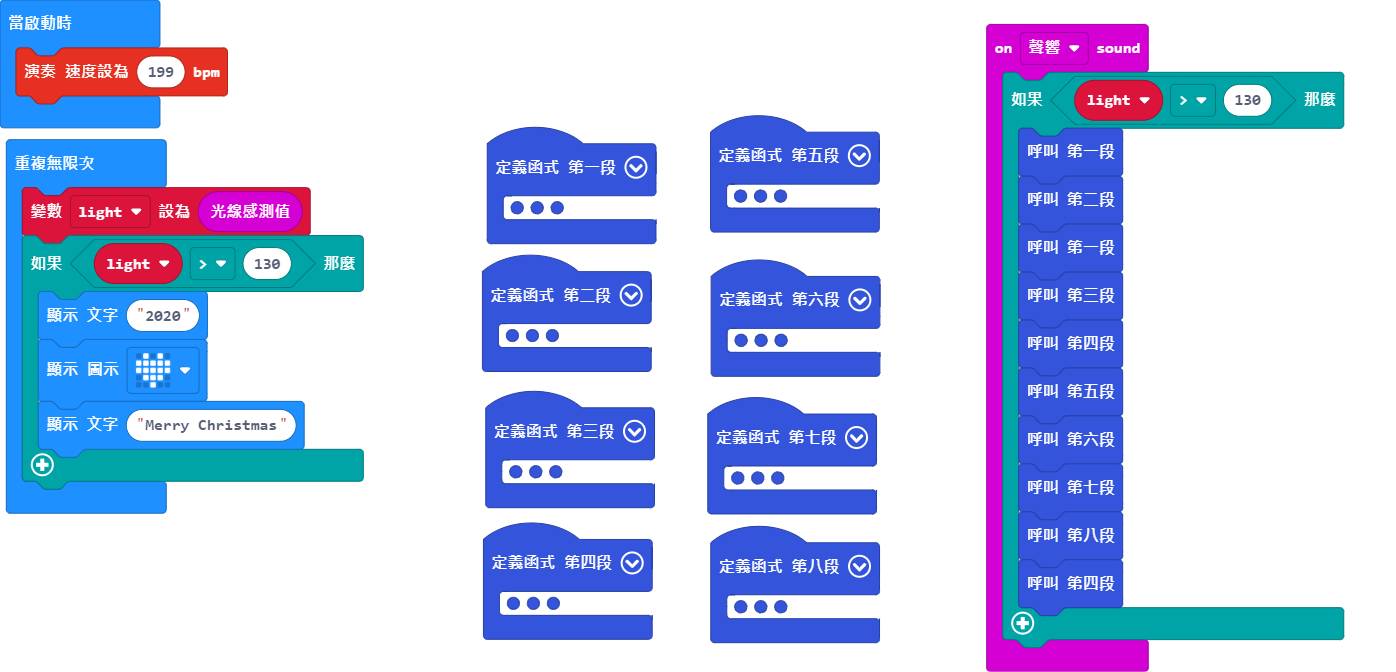 當啟動時
演奏 速度設為 199 bpm
重複無限次
變數 light 設為 光線感測值
如果 light > 130 那麼
顯示 文字 "2020"
顯示 圖示
顯示 文字 "Merry Christmas"
定義函式 第一段
定義函式 第二段
定義函式 第三段
定義函式 第四段
定義函式 第五段
定義函式 第六段
定義函式 第七段
定義函式 第八段
on 聲響 sound
如果 light > 130 那麼
呼叫 第一段
呼叫 第二段
呼叫 第一段
呼叫 第三段
呼叫 第四段
呼叫 第五段
呼叫 第六段
呼叫 第七段
呼叫 第八段
呼叫 第四段